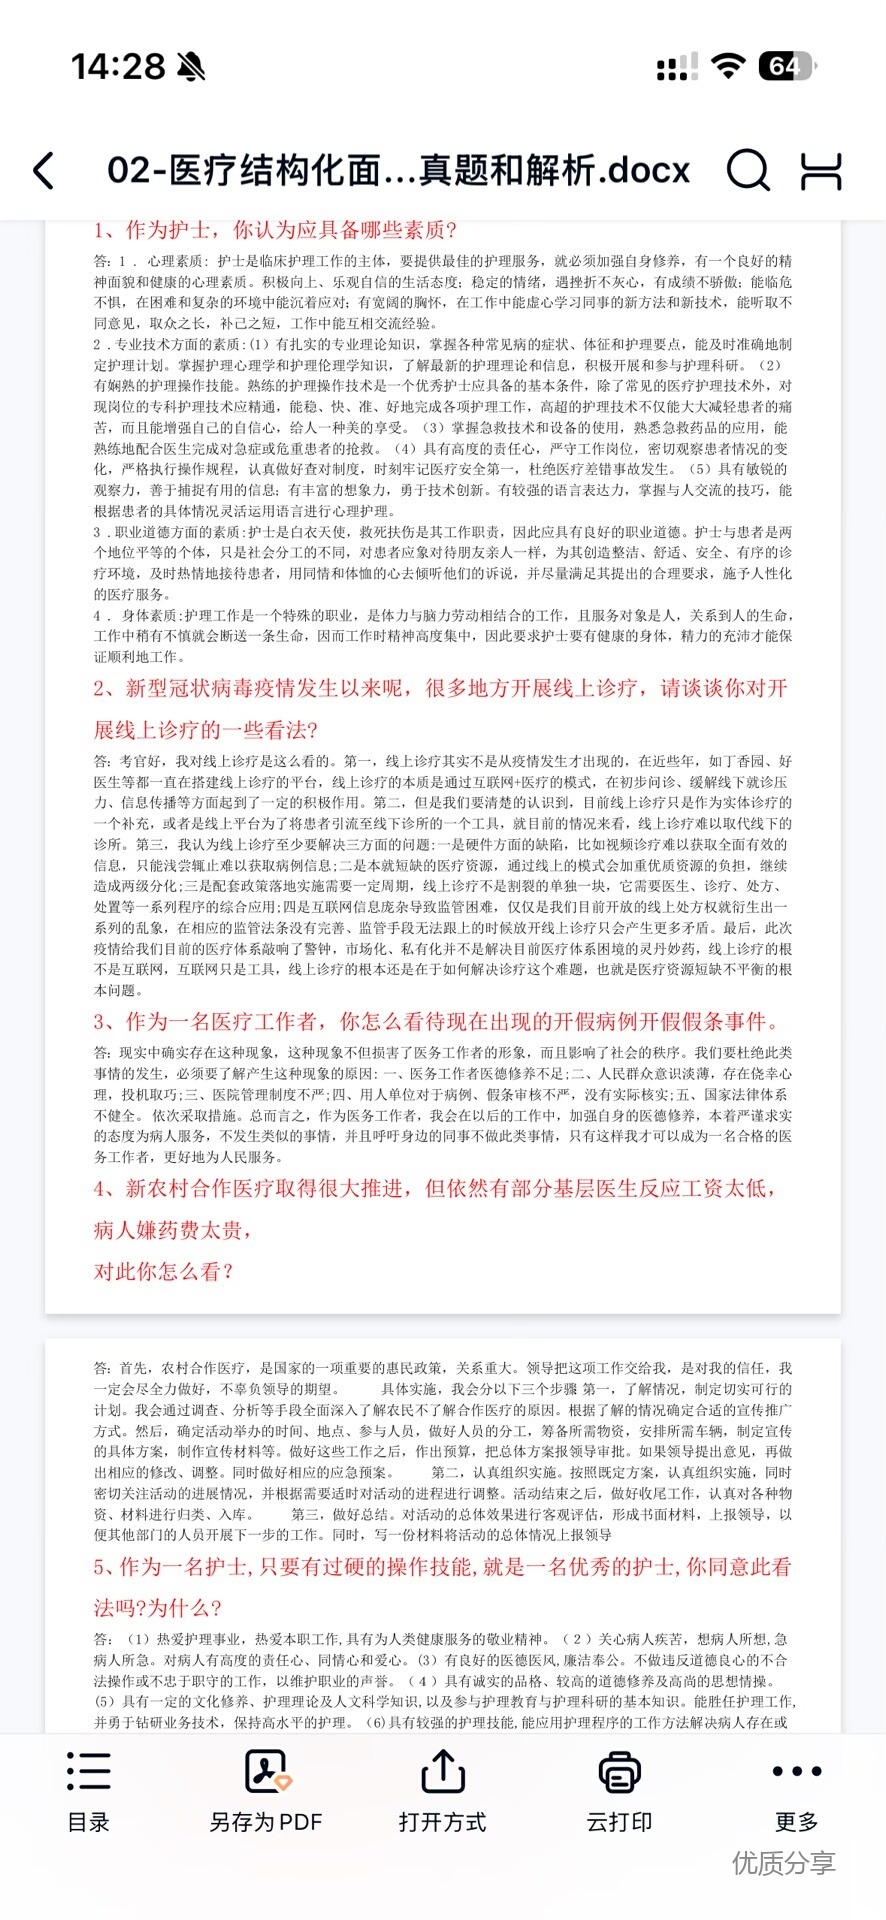 14:28
64
02-医疗结构化面...真题和解析.docx
1、作为护士，你认为应具备哪些素质?
答：1 . 心理素质：护士是临床护理工作的主体，要提供最佳的护理服务，就必须加强自身修养，有一个良好的精
神面貌和健康的心理素质。积极向上、乐观自信的生活态度；稳定的情绪，遇挫折不灰心，有成绩不骄傲；能临危
不惧，在困难和复杂的环境中能沉着应对；有宽阔的胸怀，在工作中能虚心学习同事的新方法和新技术，能听取不
同意见，取众之长，补己之短，工作中能互相交流经验。
2 .专业技术方面的素质:(1) 有扎实的专业理论知识，掌握各种常见病的症状、体征和护理要点，能及时准确地制
定护理计划。掌握护理心理学和护理伦理学知识，了解最新的护理理论和信息，积极开展和参与护理科研。（2）
有娴熟的护理操作技能。熟练的护理操作技术是一个优秀护士应具备的基本条件，除了常见的医疗护理技术外，对
现岗位的专科护理技术应精通，能稳、快、准、好地完成各项护理工作，高超的护理技术不仅能大大减轻患者的痛
苦，而且能增强自己的自信心，给人一种美的享受。（3）掌握急救技术和设备的使用，熟悉急救药品的应用，能
熟练地配合医生完成对急症或危重患者的抢救。（4）具有高度的责任心，严守工作岗位，密切观察患者情况的变
化，严格执行操作规程，认真做好查对制度，时刻牢记医疗安全第一，杜绝医疗差错事故发生。（5）具有敏锐的
观察力，善于捕捉有用的信息；有丰富的想象力，勇于技术创新。有较强的语言表达力，掌握与人交流的技巧，能
根据患者的具体情况灵活运用语言进行心理护理。
3 .职业道德方面的素质:护士是白衣天使，救死扶伤是其工作职责，因此应具有良好的职业道德。护士与患者是两
个地位平等的个体，只是社会分工的不同，对患者应象对待朋友亲人一样，为其创造整洁、舒适、安全、有序的诊
疗环境，及时热情地接待患者，用同情和体恤的心去倾听他们的诉说，并尽量满足其提出的合理要求，施予人性化
的医疗服务。
4 . 身体素质:护理工作是一个特殊的职业，是体力与脑力劳动相结合的工作，且服务对象是人，关系到人的生命，
工作中稍有不慎就会断送一条生命，因而工作时精神高度集中，因此要求护士要有健康的身体，精力的充沛才能保
证顺利地工作。
2、新型冠状病毒疫情发生以来呢，很多地方开展线上诊疗，请谈谈你对开
展线上诊疗的一些看法?
答：考官好，我对线上诊疗是这么看的。第一，线上诊疗其实不是从疫情发生才出现的，在近些年，如丁香园、好
医生等都一直在搭建线上诊疗的平台，线上诊疗的本质是通过互联网+医疗的模式，在初步问诊、缓解线下就诊压
力、信息传播等方面起到了一定的积极作用。第二，但是我们要清楚的认识到，目前线上诊疗只是作为实体诊疗的
一个补充，或者是线上平台为了将患者引流至线下诊所的一个工具，就目前的情况来看，线上诊疗难以取代线下的
诊所。第三，我认为线上诊疗至少要解决三方面的问题:一是硬件方面的缺陷，比如视频诊疗难以获取全面有效的
信息，只能浅尝辄止难以获取病例信息;二是本就短缺的医疗资源，通过线上的模式会加重优质资源的负担，继续
造成两级分化;三是配套政策落地实施需要一定周期，线上诊疗不是割裂的单独一块，它需要医生、诊疗、处方、
处置等一系列程序的综合应用;四是互联网信息庞杂导致监管困难，仅仅是我们目前开放的线上处方权就衍生出一
系列的乱象，在相应的监管法条没有完善、监管手段无法跟上的时候放开线上诊疗只会产生更多矛盾。最后，此次
疫情给我们目前的医疗体系敲响了警钟，市场化、私有化并不是解决目前医疗体系困境的灵丹妙药，线上诊疗的根
不是互联网，互联网只是工具，线上诊疗的根本还是在于如何解决诊疗这个难题，也就是医疗资源短缺不平衡的根
本问题。
3、作为一名医疗工作者，你怎么看待现在出现的开假病例开假假条事件。
答：现实中确实存在这种现象，这种现象不但损害了医务工作者的形象，而且影响了社会的秩序。我们要杜绝此类
事情的发生，必须要了解产生这种现象的原因：一、医务工作者医德修养不足;二、人民群众意识淡薄，存在侥幸心
理，投机取巧;三、医院管理制度不严;四、用人单位对于病例、假条审核不严，没有实际核实;五、国家法律体系
不健全。 依次采取措施。总而言之，作为医务工作者，我会在以后的工作中，加强自身的医德修养，本着严谨求实
的态度为病人服务，不发生类似的事情，并且呼吁身边的同事不做此类事情，只有这样我才可以成为一名合格的医
务工作者，更好地为人民服务。
4、新农村合作医疗取得很大推进，但依然有部分基层医生反应工资太低，
病人嫌药费太贵，
对此你怎么看？
答：首先，农村合作医疗，是国家的一项重要的惠民政策，关系重大。领导把这项工作交给我，是对我的信任，我
一定会尽全力做好，不辜负领导的期望。 具体实施，我会分以下三个步骤 第一，了解情况，制定切实可行的
计划。我会通过调查、分析等手段全面深入了解农民不了解合作医疗的原因。根据了解的情况确定合适的宣传推广
方式。然后，确定活动举办的时间、地点、参与人员，做好人员的分工，筹备所需物资，安排所需车辆，制定宣传
的具体方案，制作宣传材料等。做好这些工作之后，作出预算，把总体方案报领导审批。如果领导提出意见，再做
出相应的修改、调整。同时做好相应的应急预案。 第二，认真组织实施。按照既定方案，认真组织实施，同时
密切关注活动的进展情况，并根据需要适时对活动的进程进行调整。活动结束之后，做好收尾工作，认真对各种物
资、材料进行归类、入库。 第三，做好总结。对活动的总体效果进行客观评估，形成书面材料，上报领导，以
便其他部门的人员开展下一步的工作。同时，写一份材料将活动的总体情况上报领导
5、作为一名护士,只要有过硬的操作技能,就是一名优秀的护士,你同意此看
法吗?为什么?
答：（1）热爱护理事业，热爱本职工作,具有为人类健康服务的敬业精神。（２）关心病人疾苦，想病人所想,急
病人所急。对病人有高度的责任心、同情心和爱心。(3) 有良好的医德医风,廉洁奉公。不做违反道德良心的不合
法操作或不忠于职守的工作，以维护职业的声誉。（４）具有诚实的品格、较高的道德修养及高尚的思想情操。
(5) 具有一定的文化修养、护理理论及人文科学知识,以及参与护理教育与护理科研的基本知识。能胜任护理工作,
并勇于钻研业务技术，保持高水平的护理。（6)具有较强的护理技能,能应用护理程序的工作方法解决病人存在或
目录
另存为PDF
打开方式
云打印
更多
优质分享